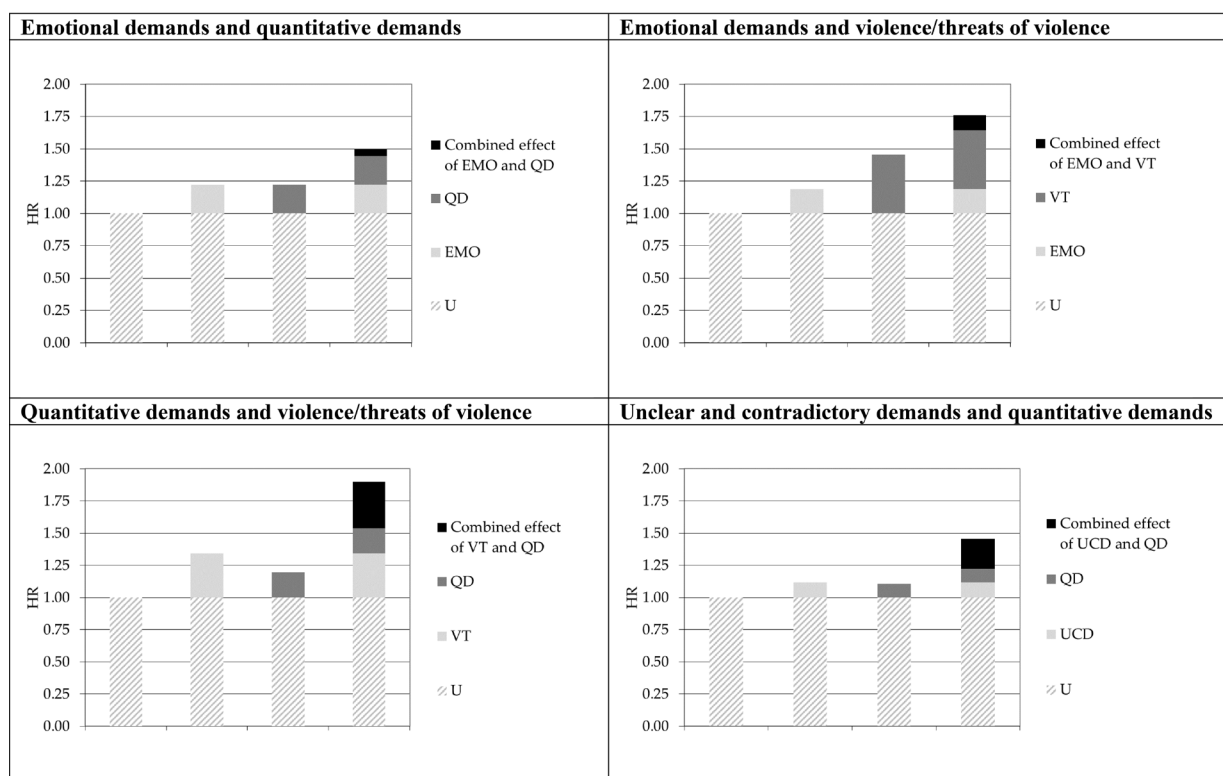 Emotional demands and quantitative demands
2.00
1.75
1.50
1.25
1.00
0.75
0.50
0.25
0.00
HR
Combined effect
of EMO and QD
QD
EMO
U
Emotional demands and violence/threats of violence
2.00
1.75
1.50
1.25
1.00
0.75
0.50
0.25
0.00
HR
Combined effect
of EMO and VT
VT
EMO
U
Quantitative demands and violence/threats of violence
2.00
1.75
1.50
1.25
1.00
0.75
0.50
0.25
0.00
HR
Combined effect
of VT and QD
QD
VT
U
Unclear and contradictory demands and quantitative demands
2.00
1.75
1.50
1.25
1.00
0.75
0.50
0.25
0.00
HR
Combined effect
of UCD and QD
QD
UCD
U